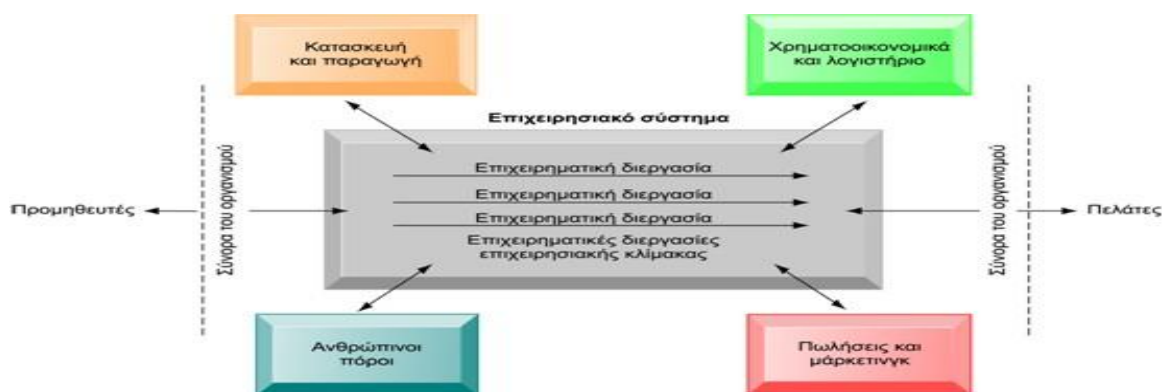 Κατασκευή
και παραγωγή
Χρηματοοικονομικά
και λογιστήριο
Επιχειρησιακό σύστημα
Σύνορα του οργανισμού
Σύνορα του οργανισμού
Επιχειρηματική διεργασία
Επιχειρηματική διεργασία
Προμηθευτές
Πελάτες
Επιχειρηματική διεργασία
Επιχειρηματικές διεργασίες
επιχειρησιακής κλίμακας
Ανθρώπινοι
πόροι
Πωλήσεις και
μάρκετινγκ